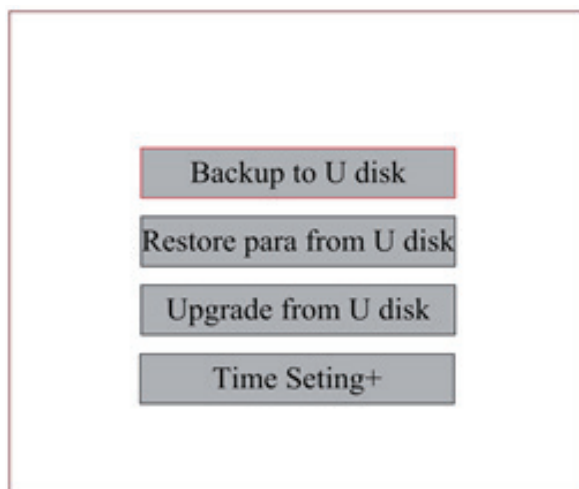 Backup to U disk
Restore para from U disk
Upgrade from U disk
Time Seting+